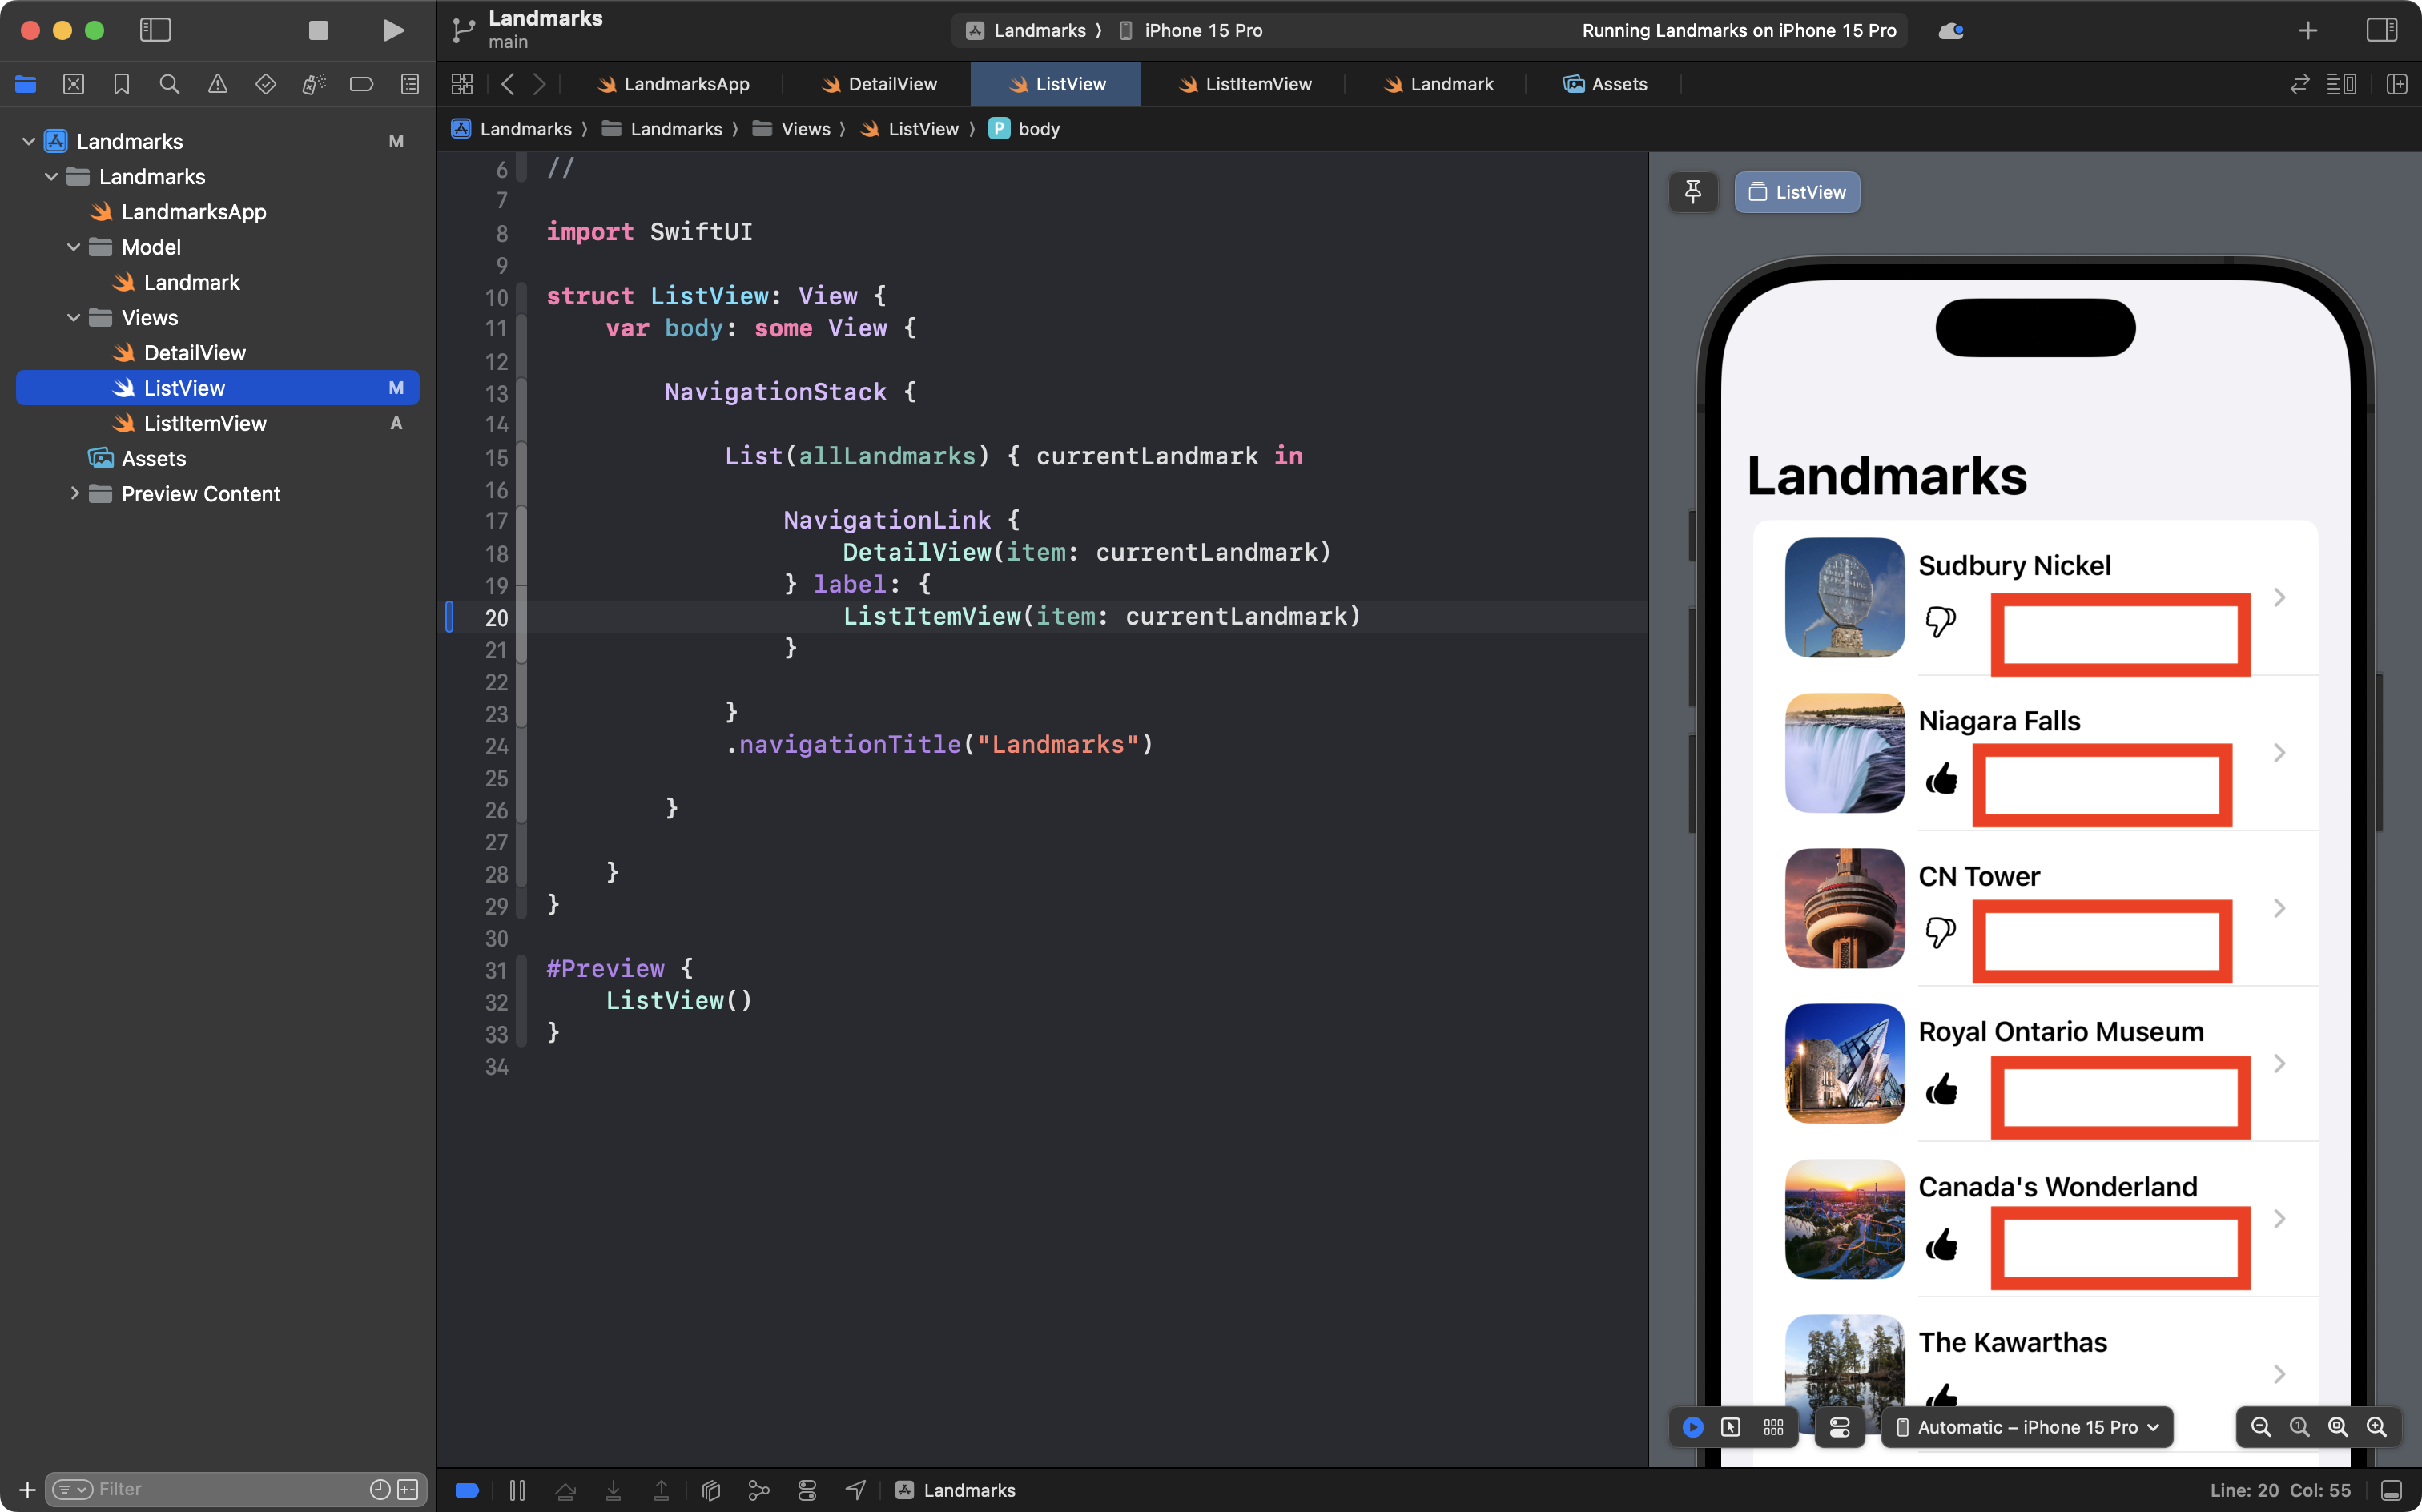 Landmarks
main
Landmarks 〉 iPhone 15 Pro
Running Landmarks on iPhone 15 Pro
LandmarksApp
DetailView
ListView
ListItemView
Landmark
Assets
Landmarks 〉 Landmarks 〉 Views 〉 ListView 〉 P body
Landmarks M
Landmarks
LandmarksApp
Model
Landmark
Views
DetailView
ListView M
ListItemView A
Assets
Preview Content
Filter
6 //
7
8 import SwiftUI
9
10 struct ListView: View {
11 var body: some View {
12
13 NavigationStack {
14
15 List(allLandmarks) { currentLandmark in
16
17 NavigationLink {
18 DetailView(item: currentLandmark)
19 } label: {
20 ListItemView(item: currentLandmark)
21 }
22
23 }
24 .navigationTitle("Landmarks")
25
26 }
27
28 }
29 }
30
31 #Preview {
32 ListView()
33 }
34
ListView
Landmarks
Sudbury Nickel
Niagara Falls
CN Tower
Royal Ontario Museum
Canada's Wonderland
The Kawarthas
Automatic – iPhone 15 Pro
Landmarks
Line: 20 Col: 55